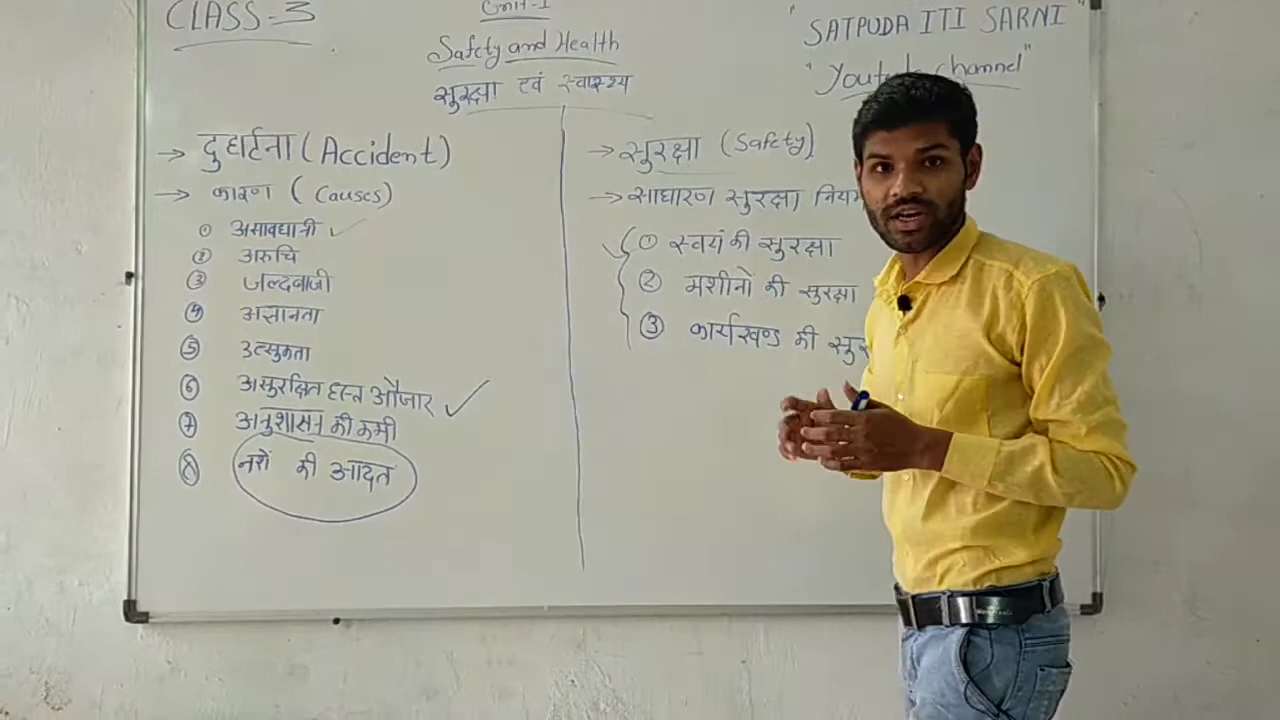 CLASS-3
Unit-1
Safety and Health
सुरक्षा एवं स्वास्थ्य
"SATPUDA ITI SARNI"
"Youtube channel"
→ दुर्घटना (Accident)
→ कारण (Causes)
① असावधानी ✓
② अरुचि
③ जल्दबाजी
④ अज्ञानता
⑤ उत्सुकता
⑥ असुरक्षित हस्त औजार ✓
⑦ अनुशासन की कमी
⑧ नशे की आदत
→ सुरक्षा (Safety)
→ साधारण सुरक्षा नियम
① स्वयं की सुरक्षा
② मशीनों की सुरक्षा
③ कार्यखण्ड की